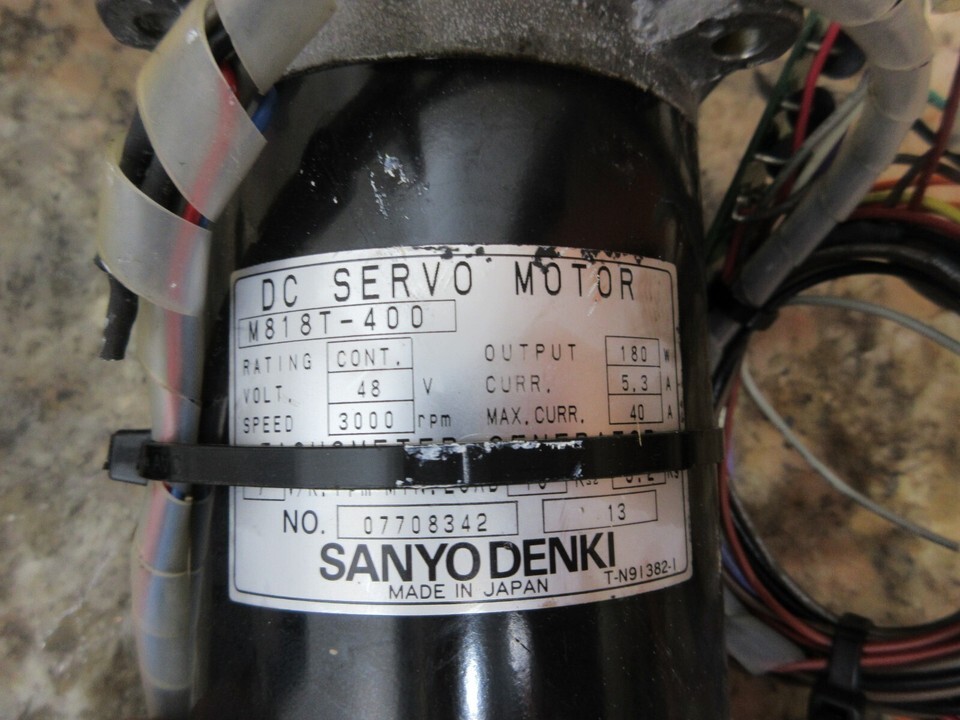 DC SERVO MOTOR
M818T-400
RATING CONT. OUTPUT 180 W
VOLT. 48 V CURR. 5.3 A
SPEED 3000 rpm MAX.CURR. 40 A
NO. 07708342 13
SANYO DENKI
MADE IN JAPAN T-N91382-1